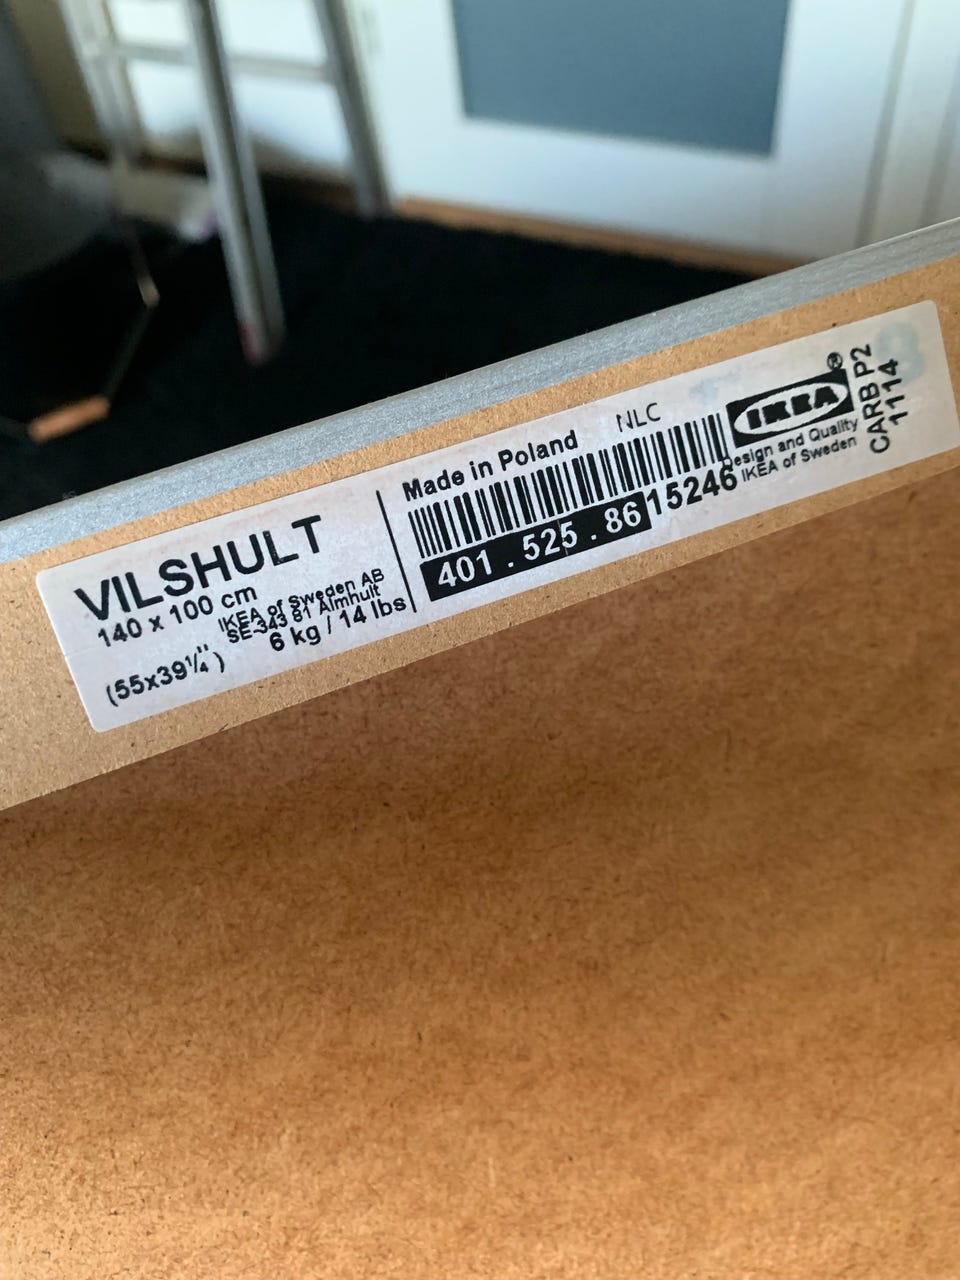 VILSHULT
140 x 100 cm
IKEA of Sweden AB
SE-343 81 Älmhult
(55x39¼")
6 kg / 14 lbs
Made in Poland
NLC
401.525.86
15246
IKEA®
Design and Quality
IKEA of Sweden
CARB P2
1114